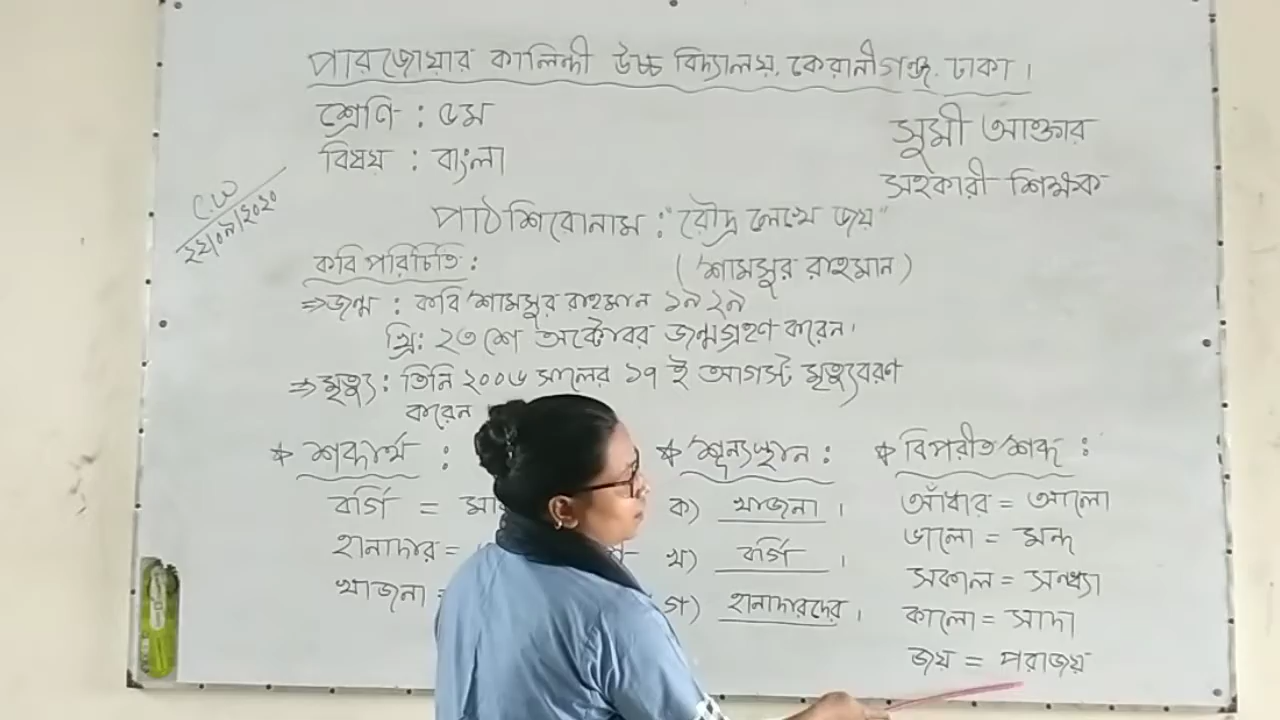 পারজোয়ার কালিন্দী উচ্চ বিদ্যালয়, কেরানীগঞ্জ, ঢাকা।
শ্রেণি : ৫ম
বিষয় : বাংলা
সুমী আক্তার
সহকারী শিক্ষক
C.W
২২/০৯/২০২০
পাঠশিরোনাম : "রৌদ্র লেখে জয়"
(শামসুর রাহমান)
কবি পরিচিতি :
⇒ জন্ম : কবি শামসুর রাহমান ১৯২৯
খ্রি: ২৩ শে অক্টোবর জন্মগ্রহণ করেন।
⇒ মৃত্যু : তিনি ২০০৬ সালের ১৭ ই আগস্ট মৃত্যুবরণ
করেন
* শব্দার্থ :
বর্গি =
হানাদার =
খাজনা =
* শূন্যস্থান :
ক) খাজনা ।
খ) বর্গি ।
গ) হানাদারদের ।
* বিপরীত শব্দ :
আঁধার = আলো
ভালো = মন্দ
সকাল = সন্ধ্যা
কালো = সাদা
জয় = পরাজয়